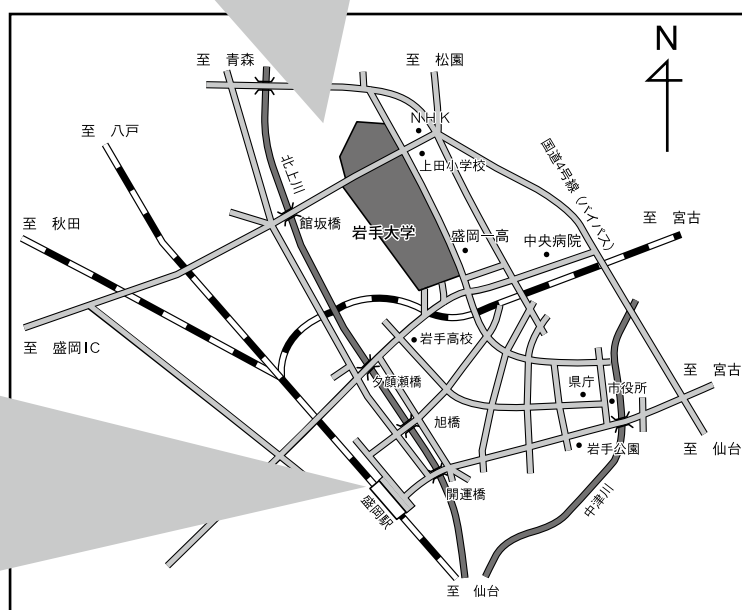 N
至　青森
至　松園
NHK
至　八戸
上田小学校
北上川
国道4号線（バイパス）
至　宮古
至　秋田
館坂橋
岩手大学
盛岡一高
中央病院
至　盛岡IC
岩手高校
夕顔瀬橋
県庁
市役所
至　宮古
旭橋
岩手公園
至　仙台
開運橋
盛岡駅
中津川
至　仙台